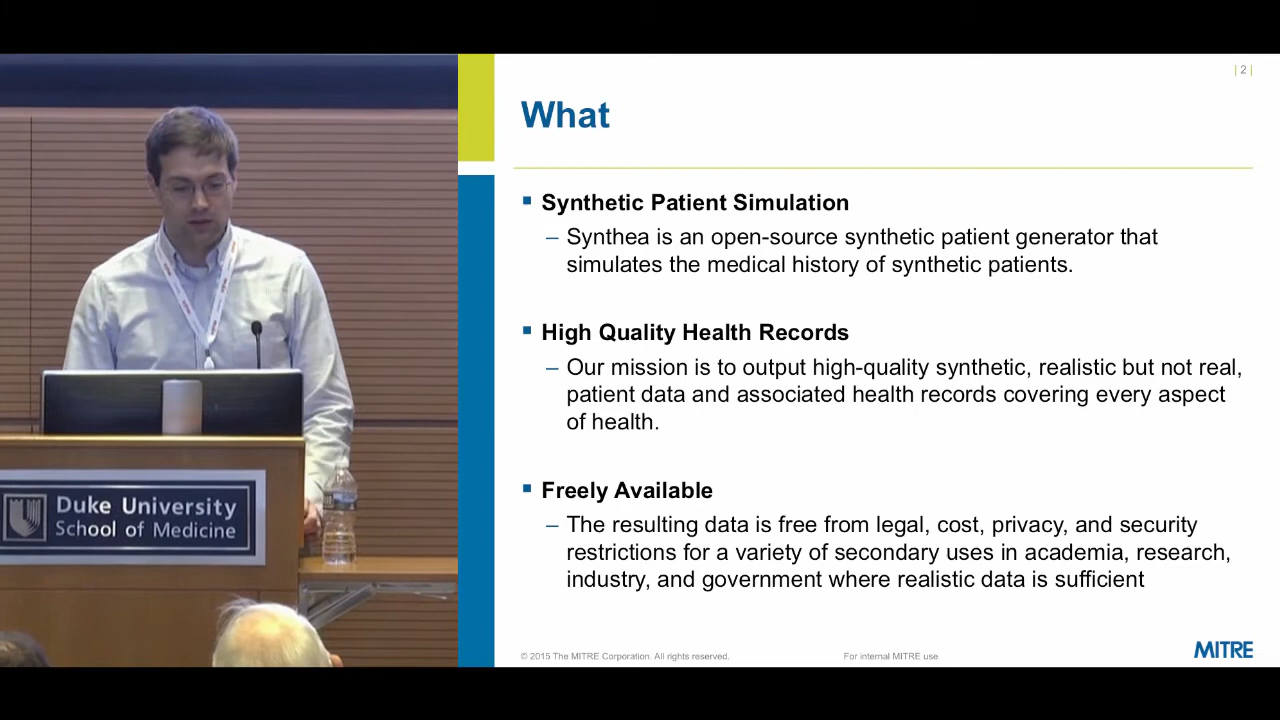 | 2 |
What
▪ Synthetic Patient Simulation
– Synthea is an open-source synthetic patient generator that
simulates the medical history of synthetic patients.
▪ High Quality Health Records
– Our mission is to output high-quality synthetic, realistic but not real,
patient data and associated health records covering every aspect
of health.
▪ Freely Available
– The resulting data is free from legal, cost, privacy, and security
restrictions for a variety of secondary uses in academia, research,
industry, and government where realistic data is sufficient
© 2015 The MITRE Corporation. All rights reserved.
For internal MITRE use
MITRE
Duke University
School of Medicine